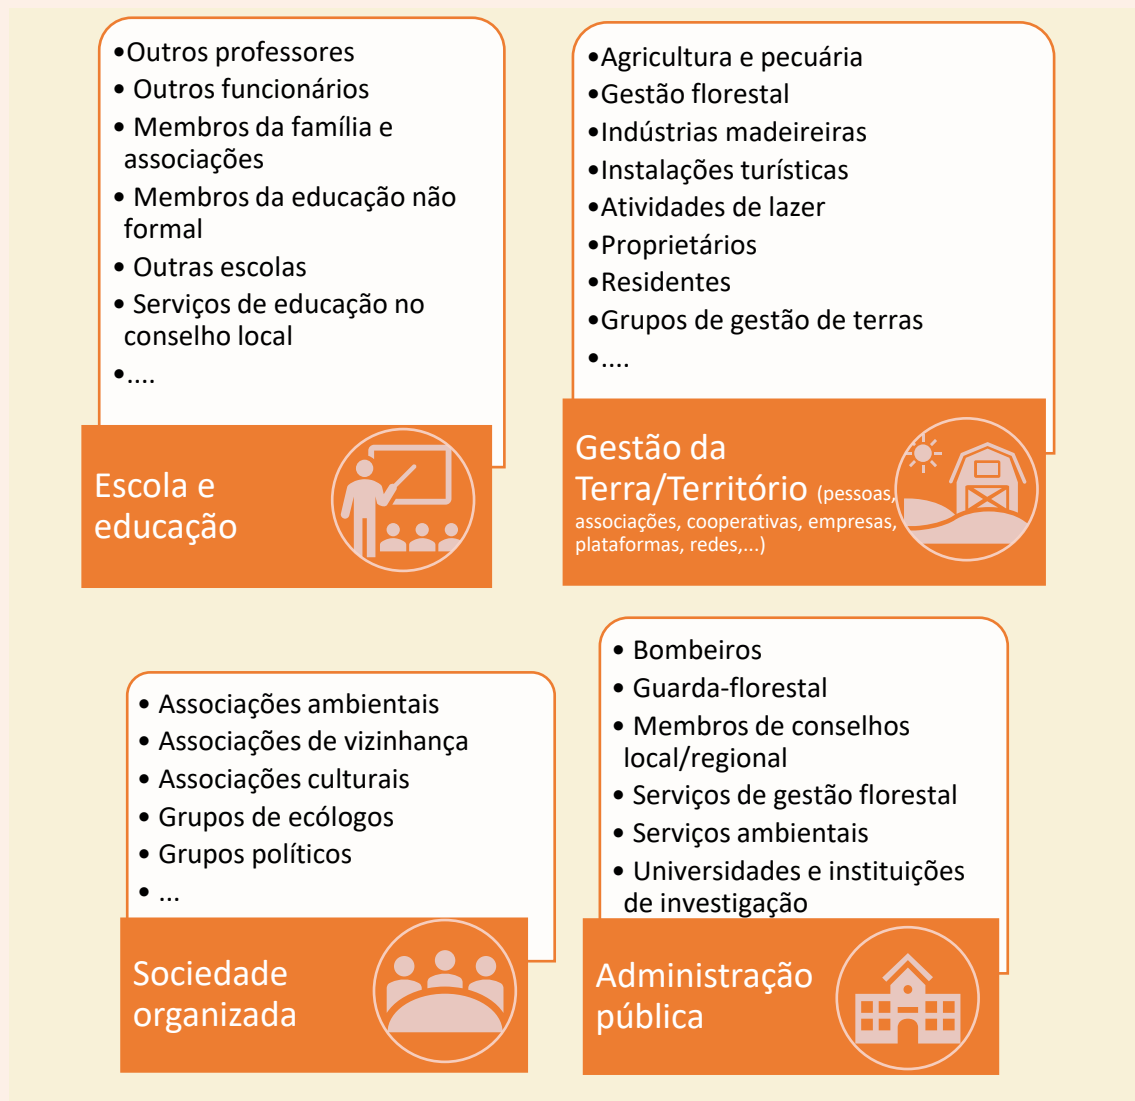 •Outros professores
• Outros funcionários
• Membros da família e
associações
• Membros da educação não
formal
• Outras escolas
• Serviços de educação no
conselho local
•....
Escola e
educação
•Agricultura e pecuária
•Gestão florestal
•Indústrias madeireiras
•Instalações turísticas
•Atividades de lazer
•Proprietários
•Residentes
•Grupos de gestão de terras
•....
Gestão da
Terra/Território (pessoas,
associações, cooperativas, empresas,
plataformas, redes,...)
• Associações ambientais
• Associações de vizinhança
• Associações culturais
• Grupos de ecólogos
• Grupos políticos
• ...
Sociedade
organizada
• Bombeiros
• Guarda-florestal
• Membros de conselhos
local/regional
• Serviços de gestão florestal
• Serviços ambientais
• Universidades e instituições
de investigação
Administração
pública